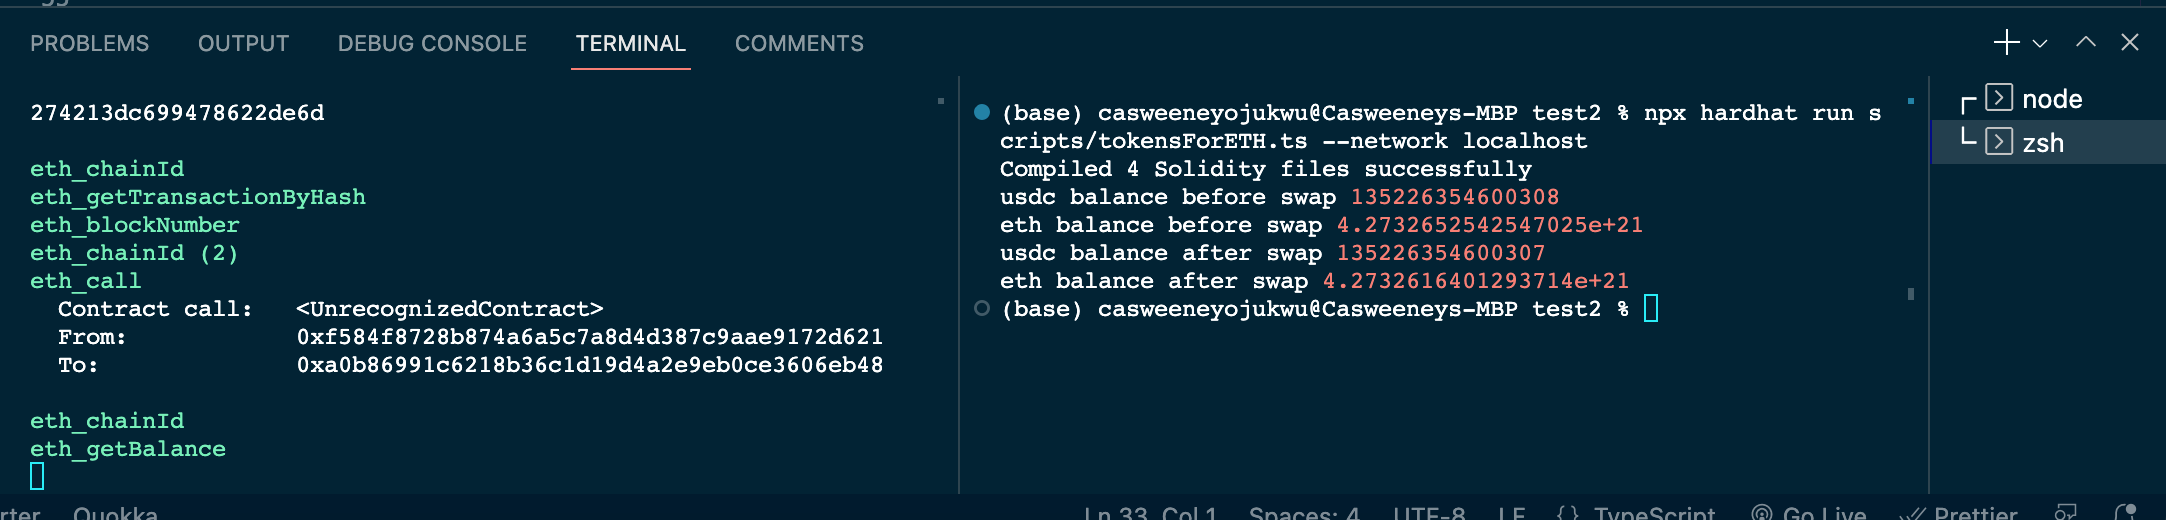 PROBLEMS OUTPUT DEBUG CONSOLE TERMINAL COMMENTS
274213dc699478622de6d
eth_chainId
eth_getTransactionByHash
eth_blockNumber
eth_chainId (2)
eth_call
Contract call: <UnrecognizedContract>
From: 0xf584f8728b874a6a5c7a8d4d387c9aae9172d621
To: 0xa0b86991c6218b36c1d19d4a2e9eb0ce3606eb48
eth_chainId
eth_getBalance
(base) casweeneyojukwu@Casweeneys-MBP test2 % npx hardhat run s
cripts/tokensForETH.ts --network localhost
Compiled 4 Solidity files successfully
usdc balance before swap 135226354600308
eth balance before swap 4.2732652542547025e+21
usdc balance after swap 135226354600307
eth balance after swap 4.2732616401293714e+21
(base) casweeneyojukwu@Casweeneys-MBP test2 %
node
zsh
rter Quokka Ln 33, Col 1 Spaces: 4 UTF-8 LF {} TypeScript Go Live Prettier